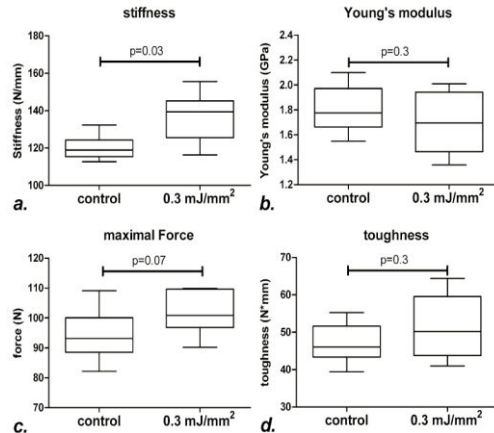 stiffness
p=0.03
Stiffness (N/mm)
180
160
140
120
100
control
0.3 mJ/mm²
a.
Young's modulus
p=0.3
Young's modulus (GPa)
2.4
2.2
2.0
1.8
1.6
1.4
1.2
control
0.3 mJ/mm²
b.
maximal Force
p=0.07
force (N)
120
110
100
90
80
70
control
0.3 mJ/mm²
c.
toughness
p=0.3
toughness (N*mm)
70
60
50
40
30
control
0.3 mJ/mm²
d.